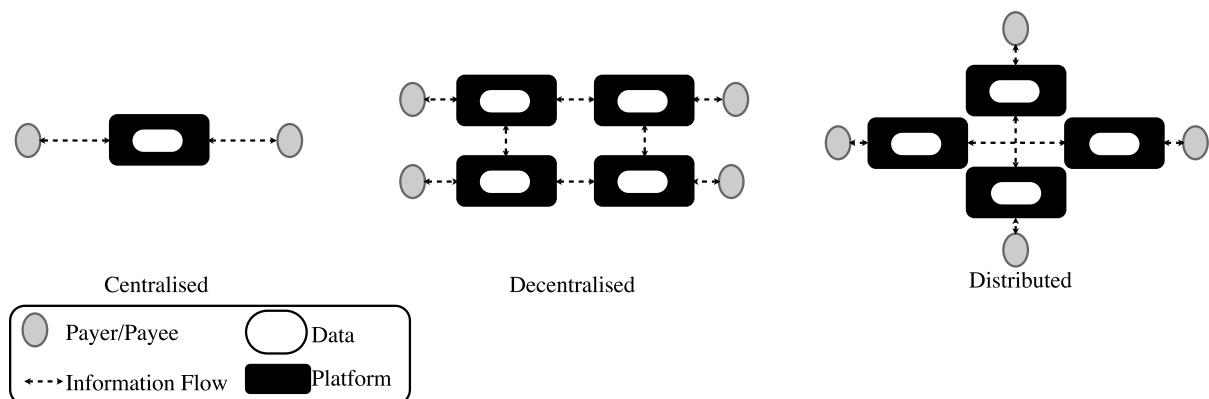 Centralised
Decentralised
Distributed
Payer/Payee
Data
Information Flow
Platform